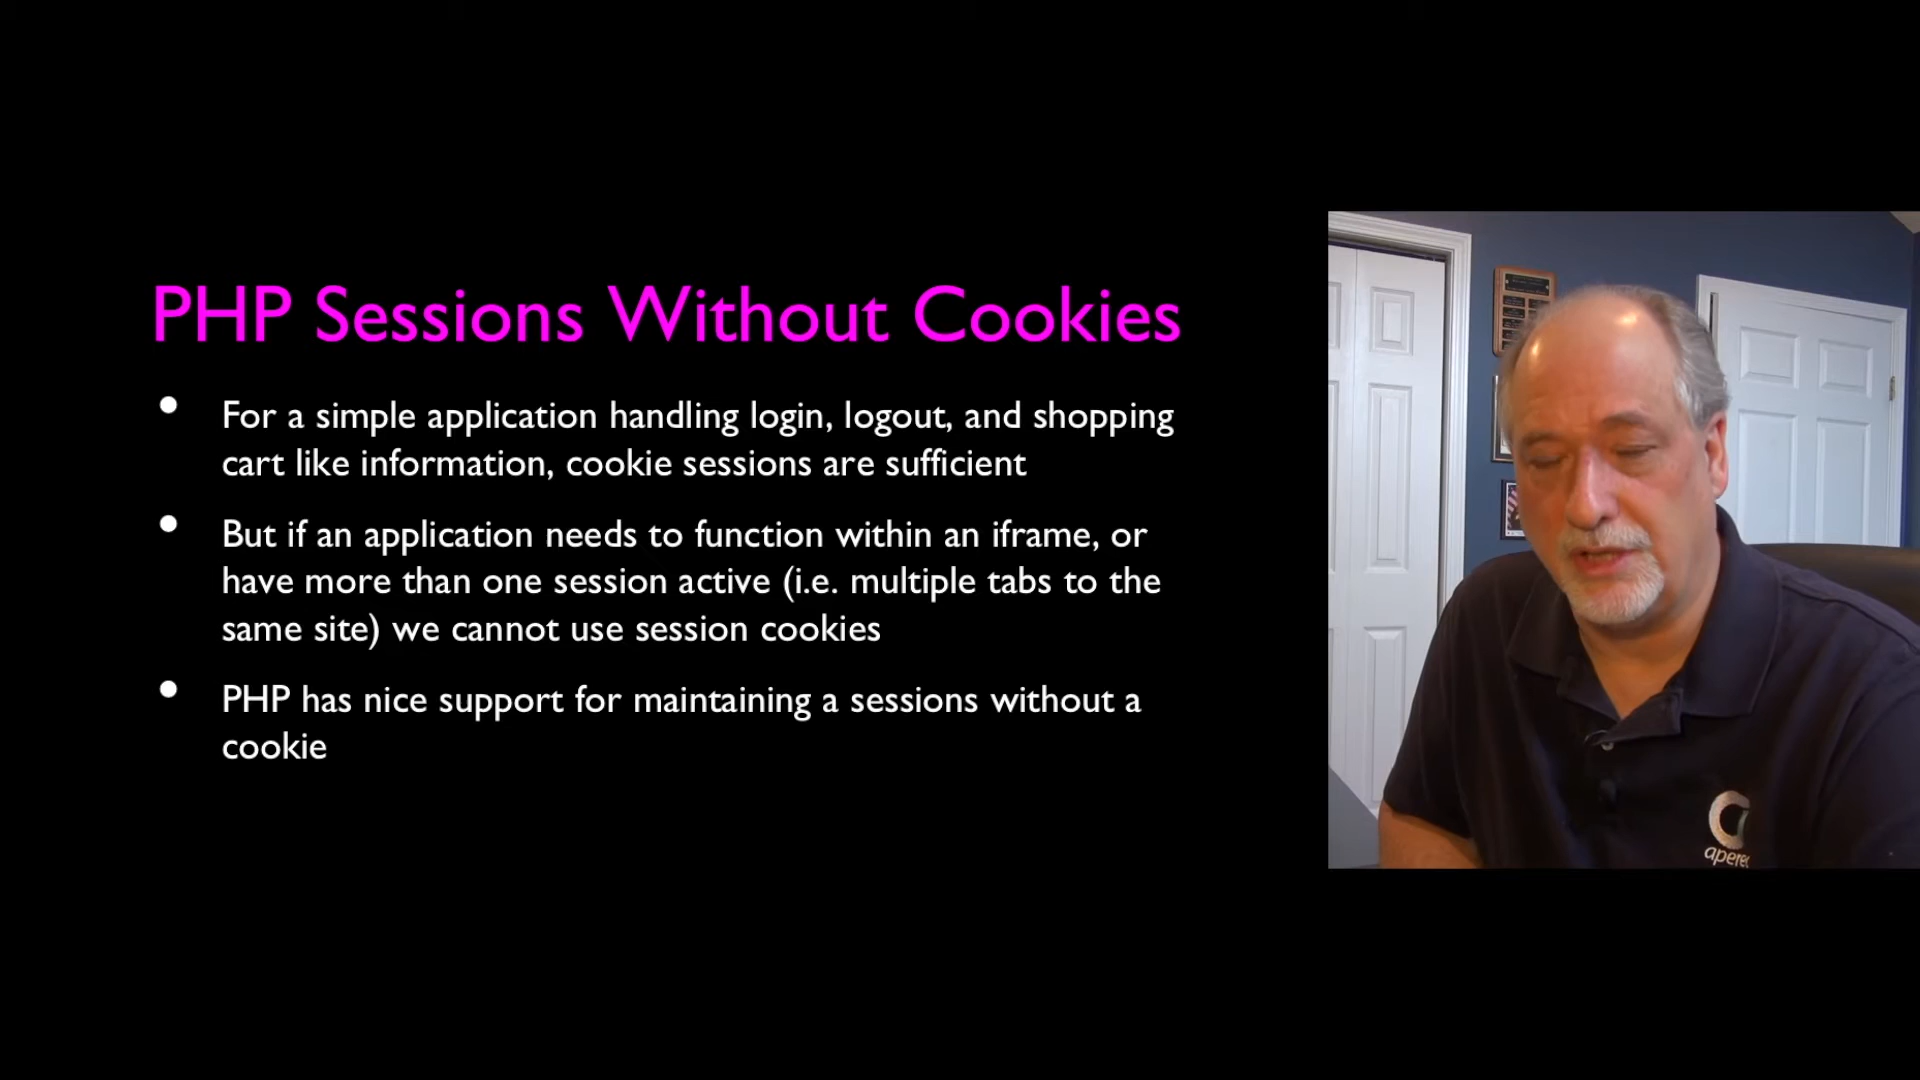 PHP Sessions Without Cookies
• For a simple application handling login, logout, and shopping
cart like information, cookie sessions are sufficient
• But if an application needs to function within an iframe, or
have more than one session active (i.e. multiple tabs to the
same site) we cannot use session cookies
• PHP has nice support for maintaining a sessions without a
cookie